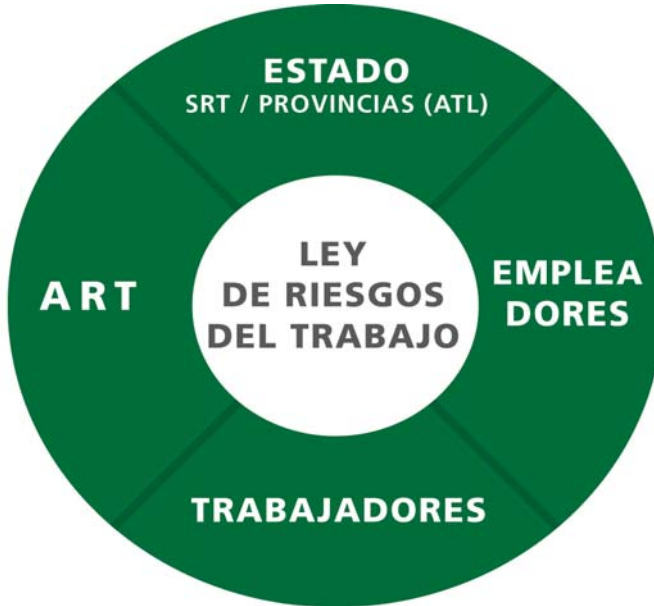 ESTADO
SRT / PROVINCIAS (ATL)
ART
LEY
DE RIESGOS
DEL TRABAJO
EMPLEA
DORES
TRABAJADORES